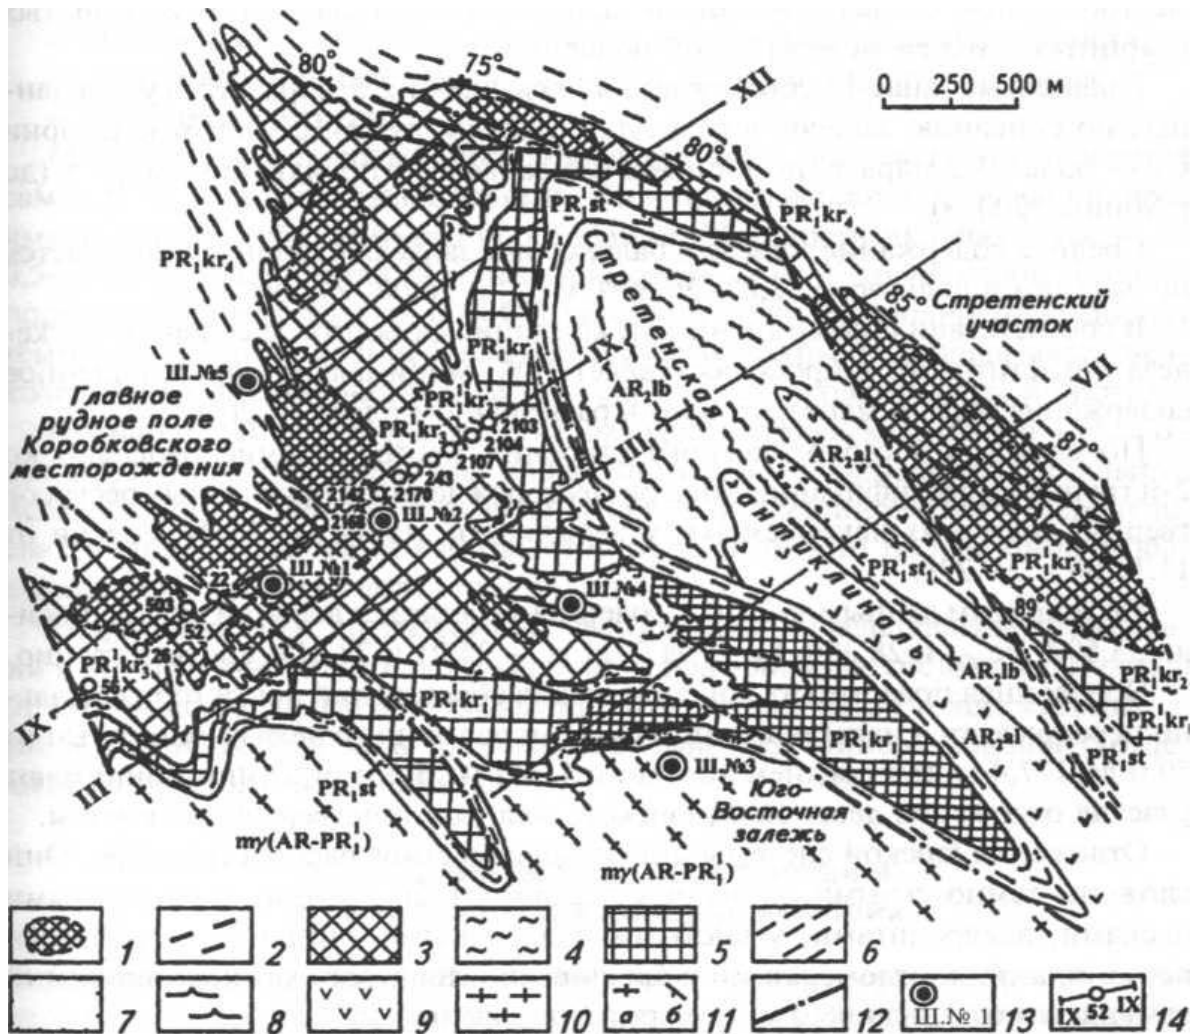 80°
75°
XII
0 250 500 м
80°
PR₁¹st
PR₁¹kr₄
PR₁¹kr₄
85°
Стретенский
участок
Стретенская
антиклиналь
IX
VII
PR₁¹kr₁
Ш.№5
AR₂lb
Главное
рудное поле
Коробковского
месторождения
PR₁¹kr₃
2103
2104
2107
III
87°
AR₂al
243
2142
2170
2168
Ш.№2
PR₁¹st₁
PR₁¹kr₃
22
Ш.№1
Ш.№4
89°
503
52
26
PR₁¹kr₃
56
AR₂lb
PR₁¹kr₂
IX
PR₁¹kr₁
PR₁¹kr₁
PR₁¹kr₁
AR₂al
PR₁¹st
III
PR₁¹st
Ш.№3
Юго-
Восточная
залежь
mγ(AR-PR₁¹)
mγ(AR-PR₁¹)
1 2 3 4 5 6
7 8 9 10 а б 11 12 Ш.№1 13 IX 52 IX 14